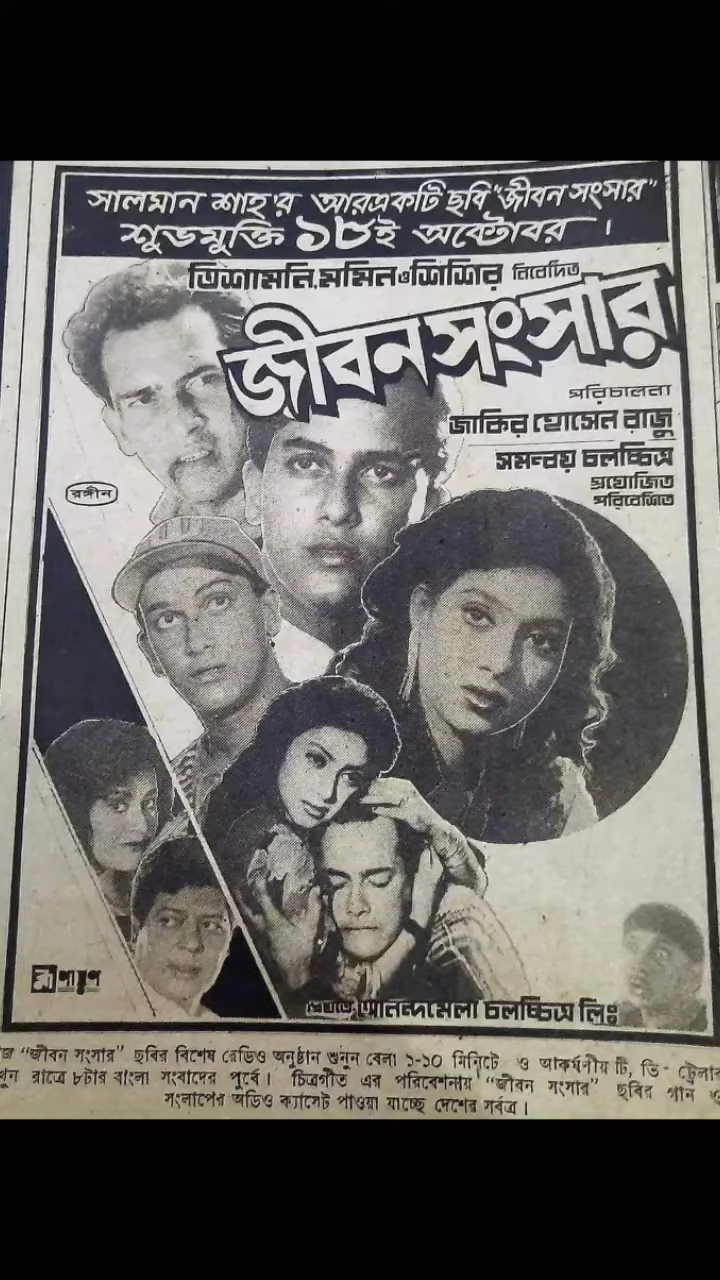 সালমান শাহ'র আরএকটি ছবি "জীবন সংসার"
শুভমুক্তি ১৮ই অক্টোবর ।
ত্রিশামনি, মমিন ও শিশির নিবেদিত
জীবন সংসার
পরিচালনা
জাকির হোসেন রাজু
সমন্বয় চলচ্চিত্র
প্রযোজিত
পরিবেশিত
রঙ্গীন
আনন্দমেলা চলচ্চিত্র লিঃ
"জীবন সংসার" ছবির বিশেষ রেডিও অনুষ্ঠান শুনুন বেলা ১-১০ মিনিটে ও আকর্ষণীয় টি, ভি- ট্রেলার
রাত্রে ৮টার বাংলা সংবাদের পূর্বে । চিত্রগীত এর পরিবেশনায় "জীবন সংসার" ছবির গান ও
সংলাপের অডিও ক্যাসেট পাওয়া যাচ্ছে দেশের সর্বত্র ।